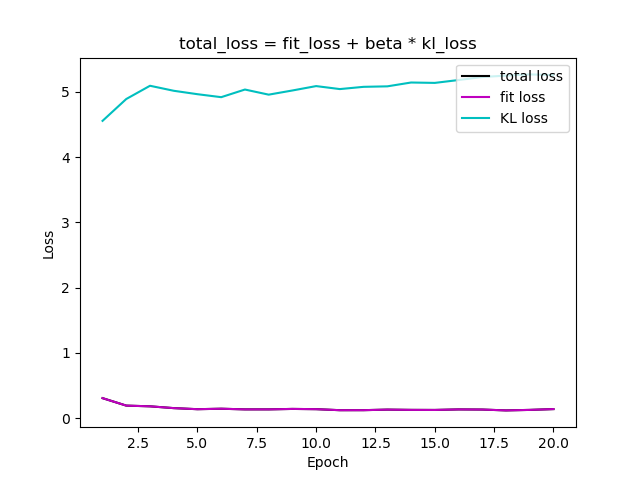 total_loss = fit_loss + beta * kl_loss
total loss
fit loss
KL loss
5
4
3
2
1
0
Loss
2.5 5.0 7.5 10.0 12.5 15.0 17.5 20.0
Epoch